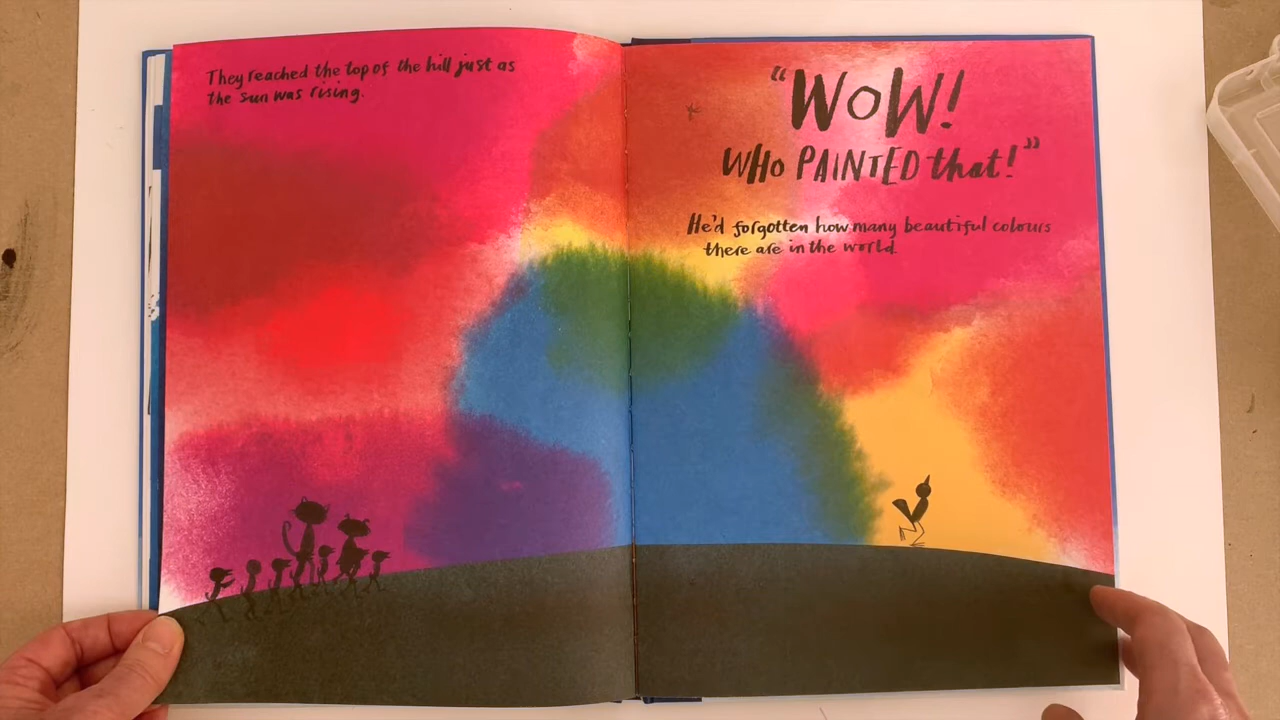 They reached the top of the hill just as
the sun was rising.
"WOW!
WHO PAINTED that!"
He'd forgotten how many beautiful colours
there are in the world.